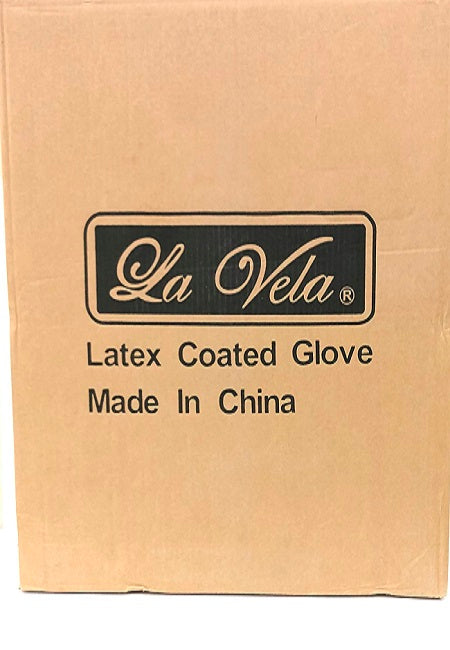 La Vela ®
Latex Coated Glove
Made In China